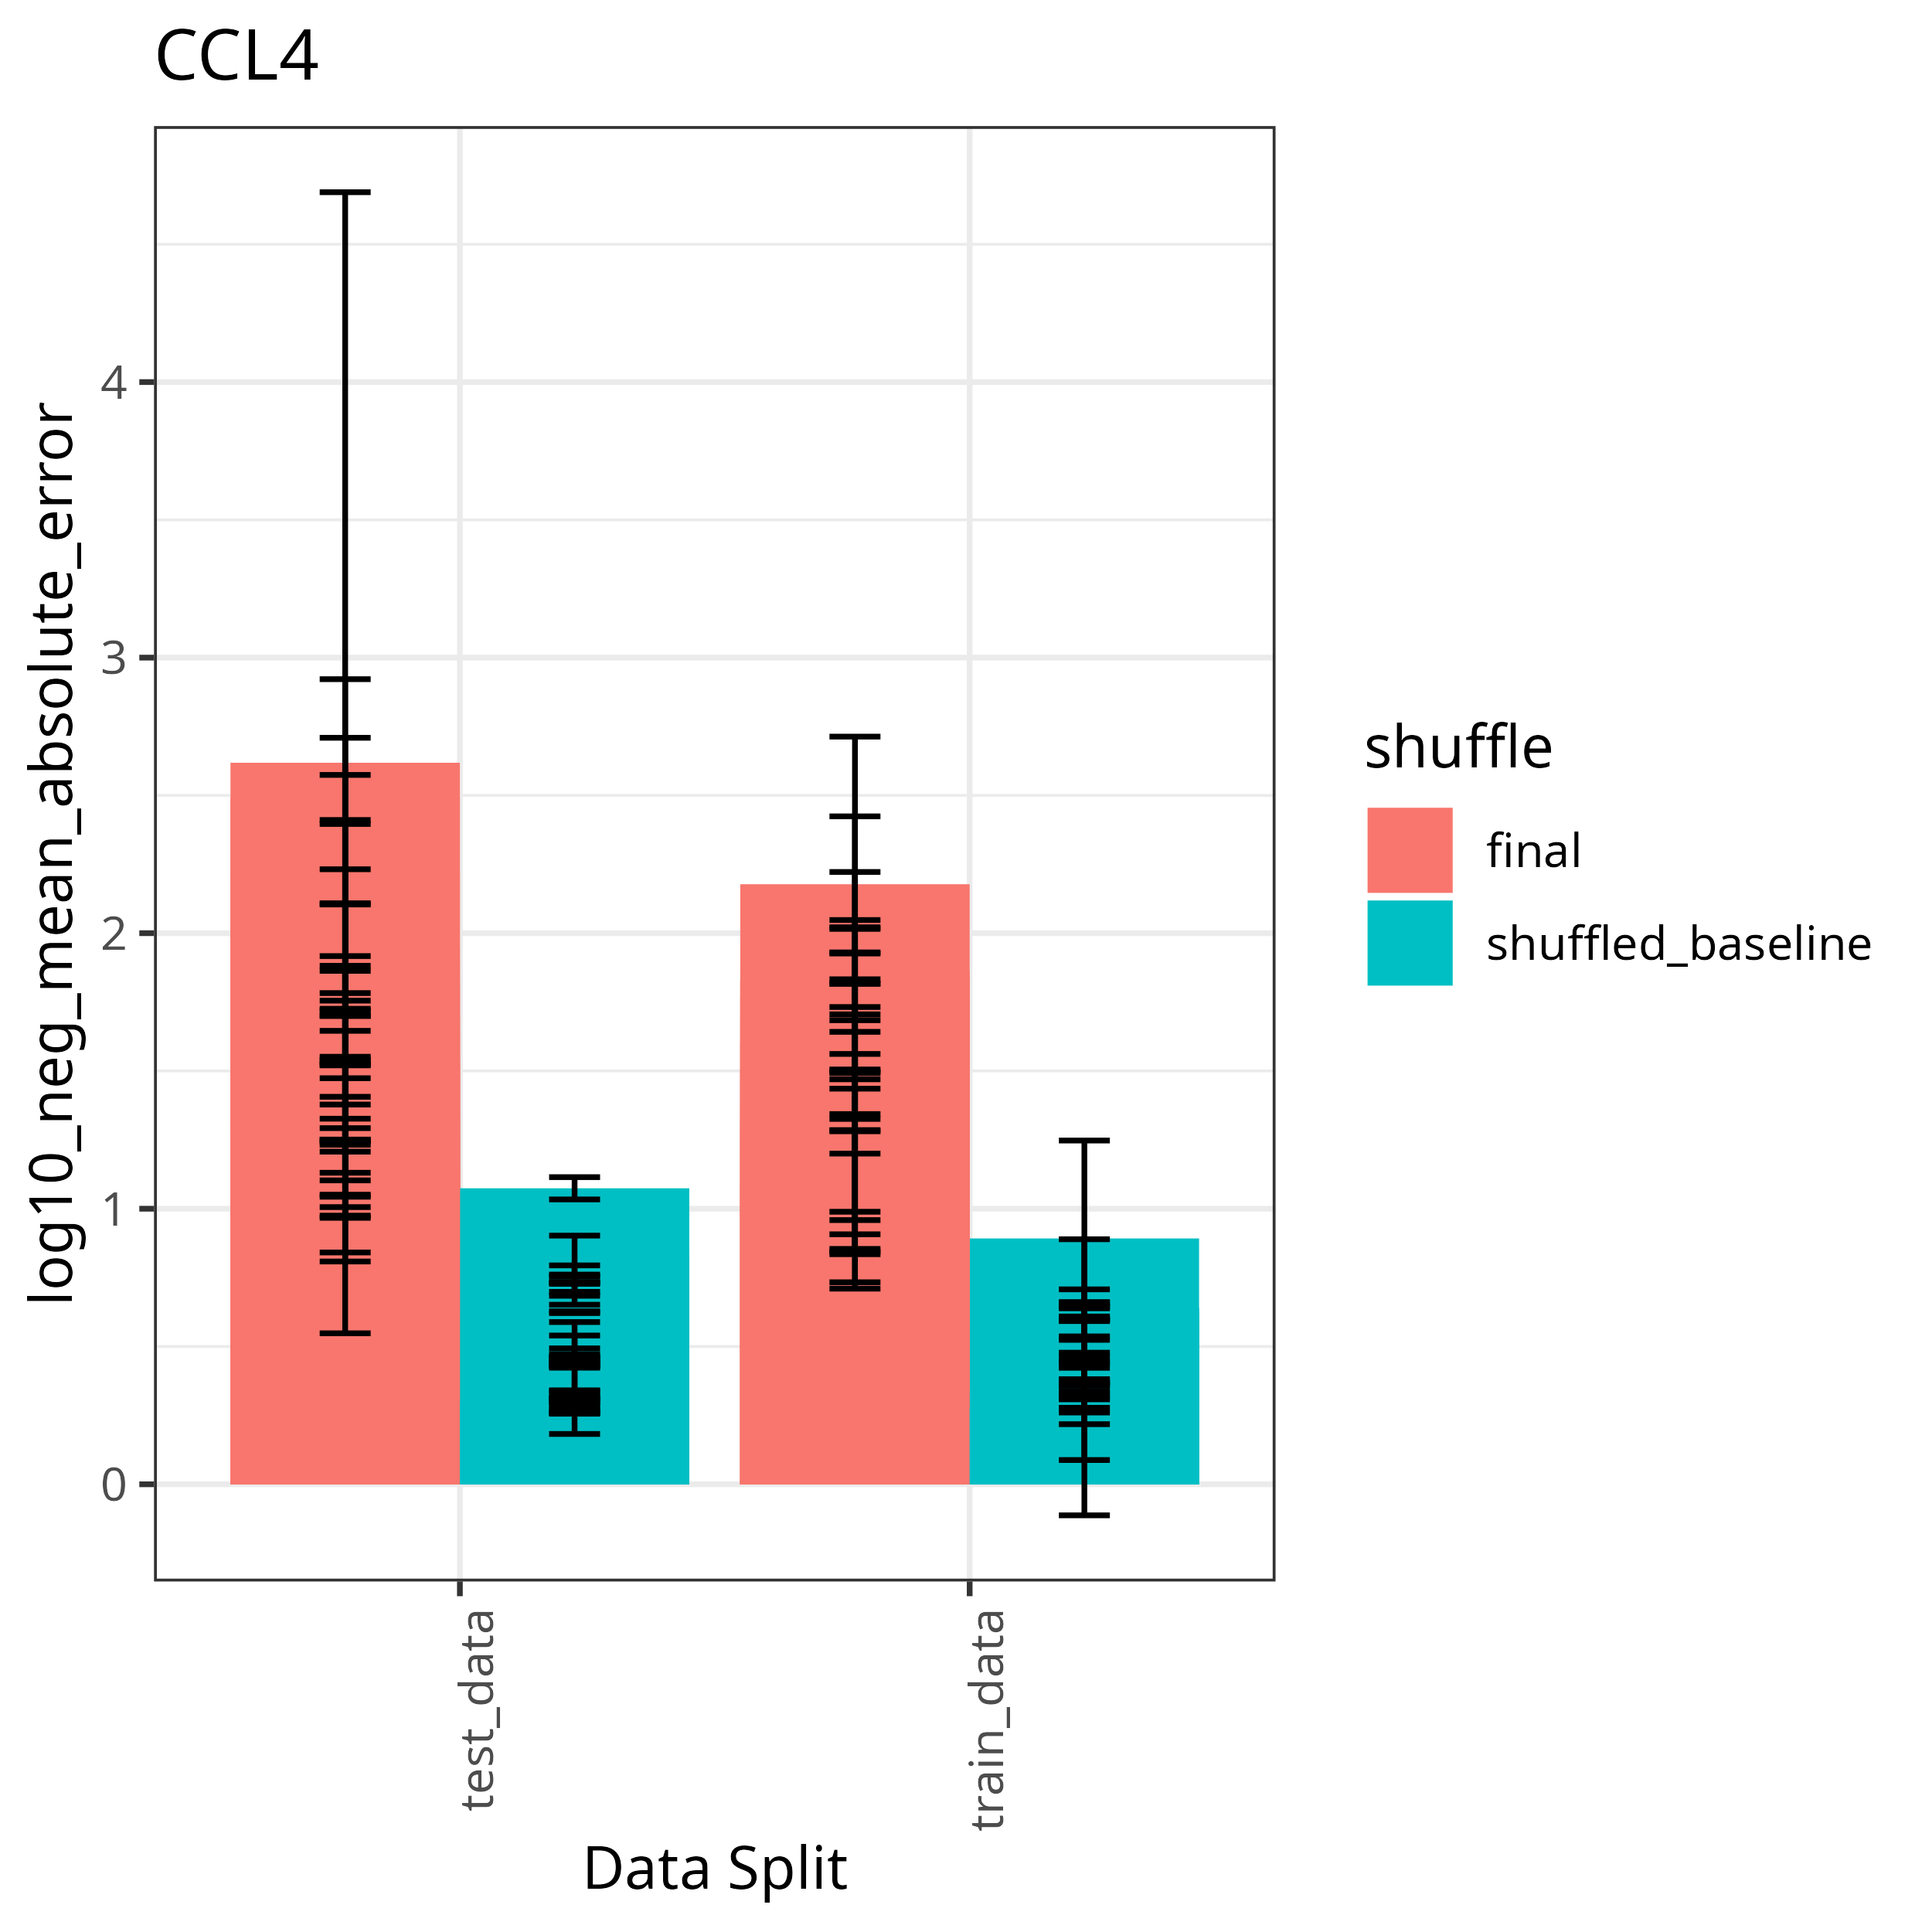 CCL4
log10_neg_mean_absolute_error
4
3
2
1
0
test_data
train_data
Data Split
shuffle
final
shuffled_baseline